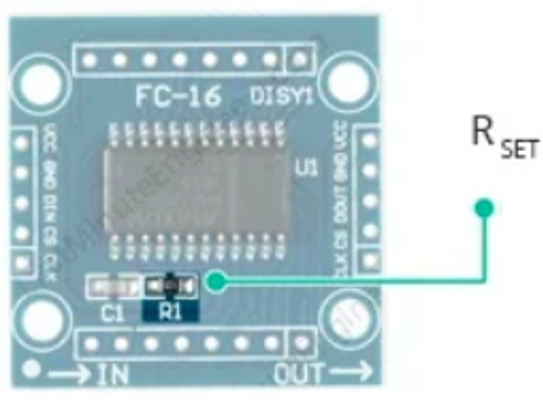 FC-16 DISY1
R SET
VCC GND DIN CS CLK
U1
VCC GND DOUT CS CLK
C1 R1
IN OUT